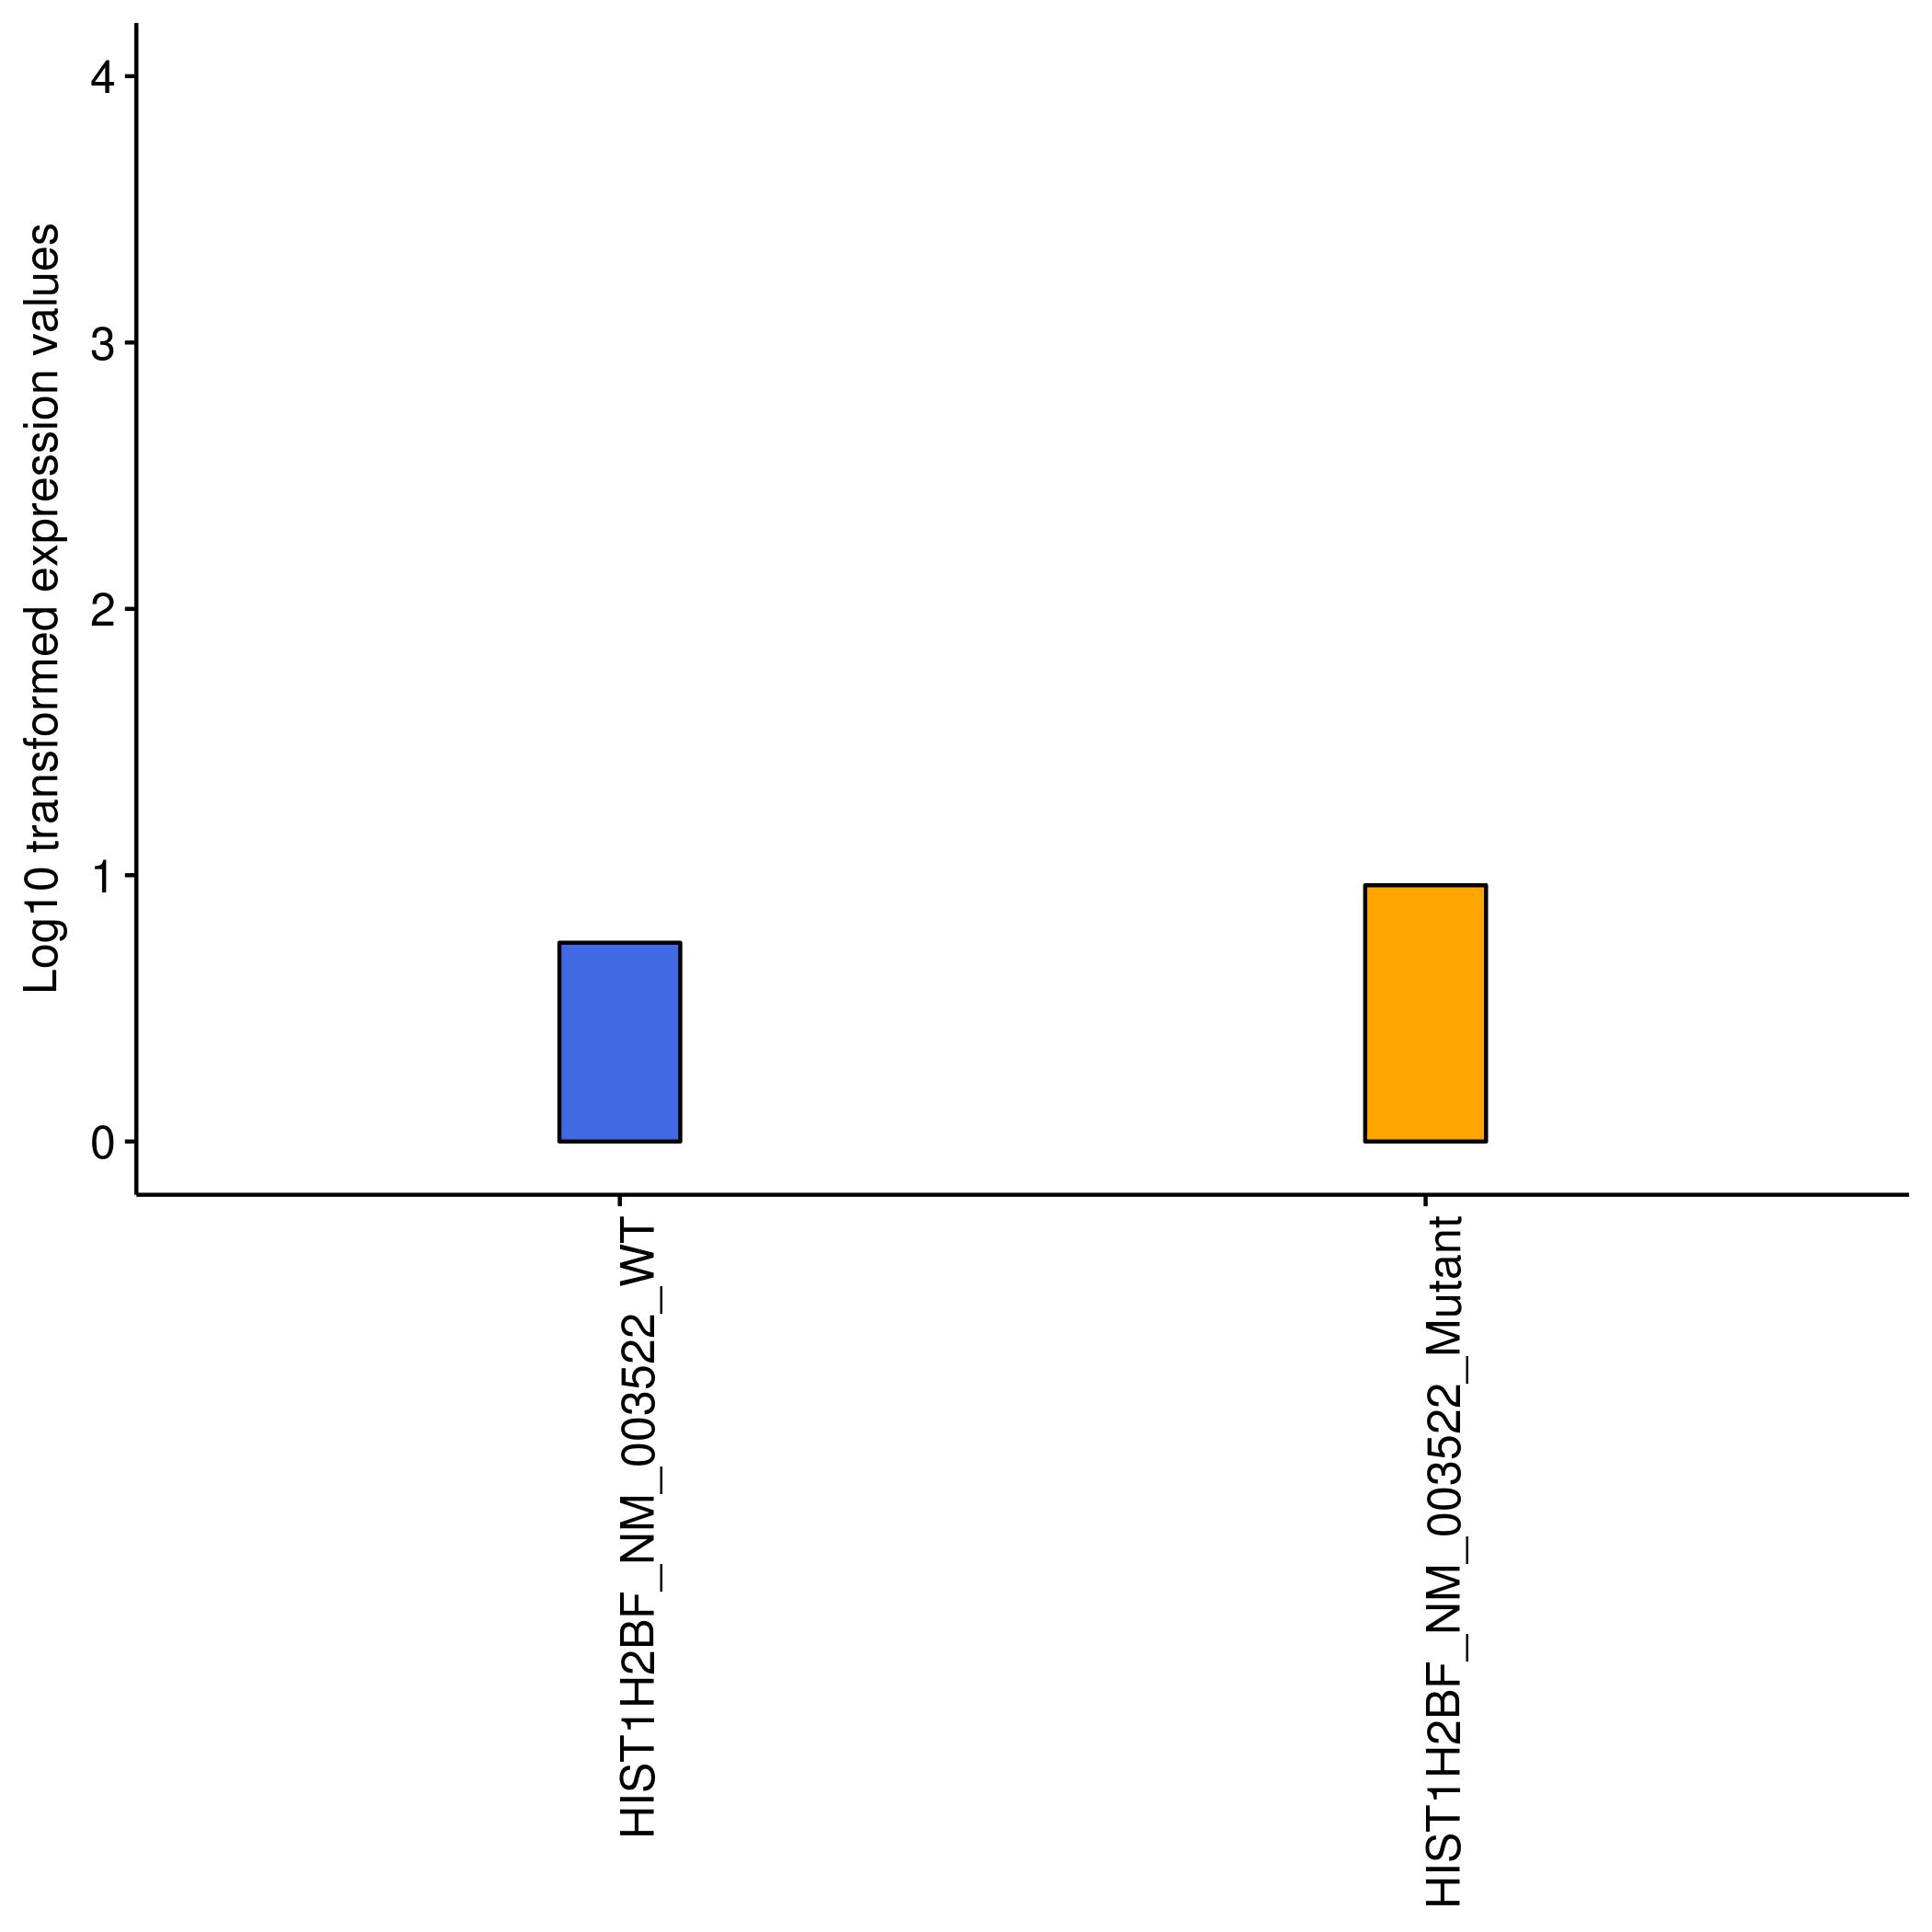 Log10 transformed expression values
4
3
2
1
0
HIST1H2BF_NM_003522_WT
HIST1H2BF_NM_003522_Mutant